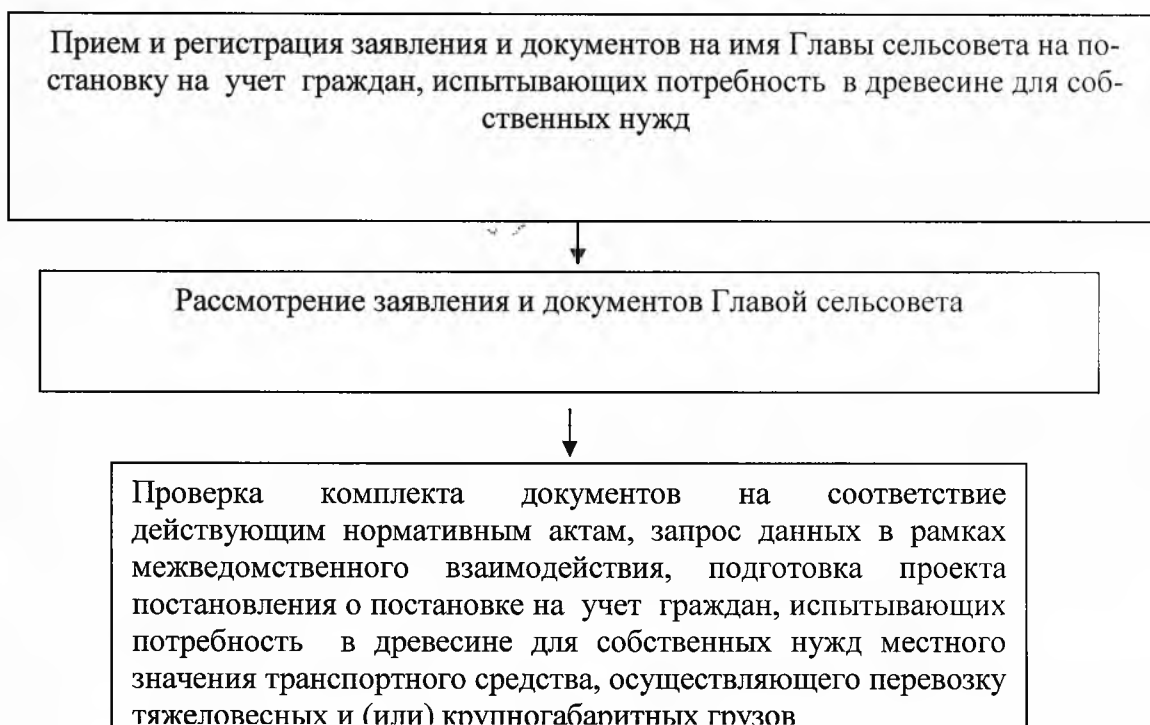 Прием и регистрация заявления и документов на имя Главы сельсовета на по-
становку на учет граждан, испытывающих потребность в древесине для соб-
ственных нужд
Рассмотрение заявления и документов Главой сельсовета
Проверка комплекта документов на соответствие
действующим нормативным актам, запрос данных в рамках
межведомственного взаимодействия, подготовка проекта
постановления о постановке на учет граждан, испытывающих
потребность в древесине для собственных нужд местного
значения транспортного средства, осуществляющего перевозку
тяжеловесных и (или) крупногабаритных грузов